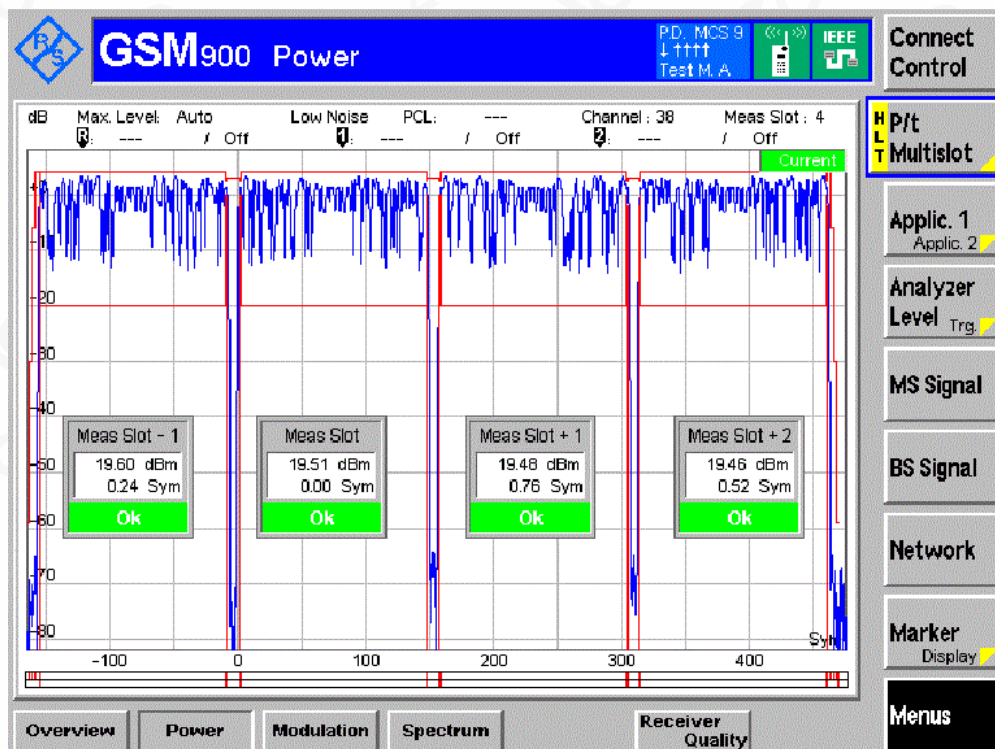 R/S
GSM900 Power
P.D. MCS 9
↓ ↑↑↑↑
Test M. A
IEEE
Connect Control
dB Max. Level: Auto Low Noise PCL: --- Channel : 38 Meas Slot : 4
R: --- / Off 1: --- / Off 2: --- / Off
Current
H L T
P/t Multislot
Applic. 1
Applic. 2
Analyzer
Level Trg.
MS Signal
BS Signal
Network
Marker
Display
Menus
-10
-20
-30
-40
-50
-60
-70
-80
Meas Slot - 1
19.60 dBm
0.24 Sym
Ok
Meas Slot
19.51 dBm
0.00 Sym
Ok
Meas Slot + 1
19.48 dBm
0.76 Sym
Ok
Meas Slot + 2
19.46 dBm
0.52 Sym
Ok
-100 0 100 200 300 400
Overview Power Modulation Spectrum Receiver Quality